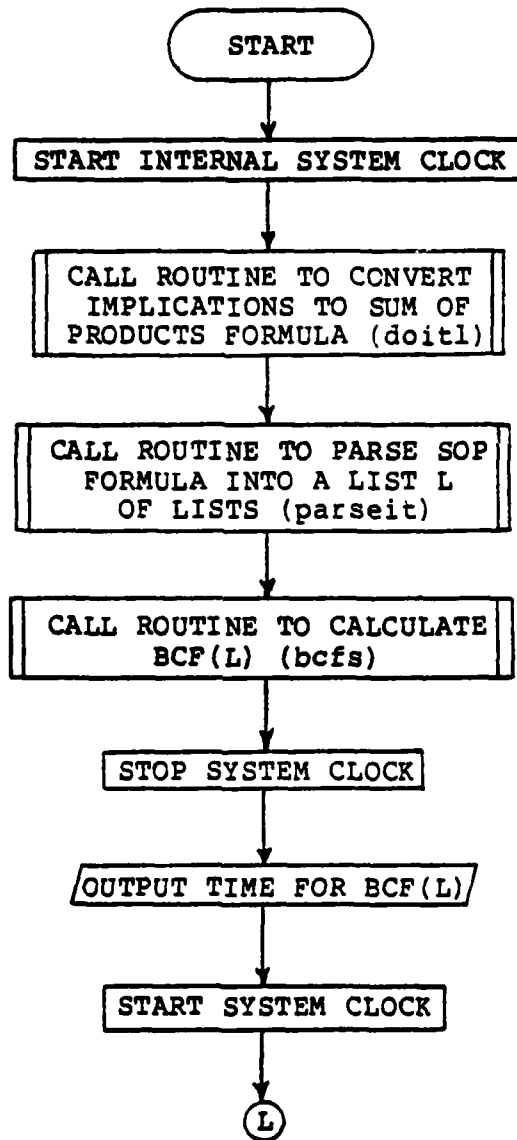 START
START INTERNAL SYSTEM CLOCK
CALL ROUTINE TO CONVERT
IMPLICATIONS TO SUM OF
PRODUCTS FORMULA (doitl)
CALL ROUTINE TO PARSE SOP
FORMULA INTO A LIST L
OF LISTS (parseit)
CALL ROUTINE TO CALCULATE
BCF(L) (bcfs)
STOP SYSTEM CLOCK
OUTPUT TIME FOR BCF(L)
START SYSTEM CLOCK
L